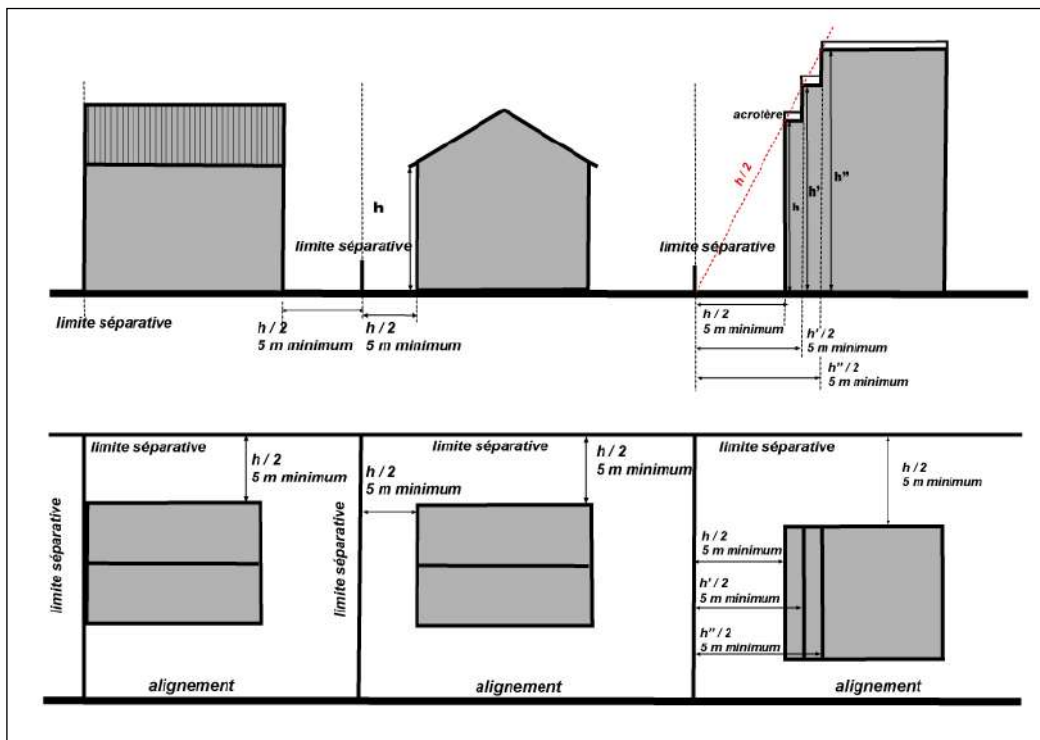 acrotère
h / 2
h
h
h'
h"
limite séparative
limite séparative
limite séparative
h / 2
5 m minimum
h / 2
5 m minimum
h / 2
5 m minimum
h' / 2
5 m minimum
h" / 2
5 m minimum
limite séparative
h / 2
5 m minimum
limite séparative
alignement
limite séparative
h / 2
5 m minimum
h / 2
5 m minimum
limite séparative
alignement
limite séparative
h / 2
5 m minimum
h / 2
5 m minimum
h' / 2
5 m minimum
h" / 2
5 m minimum
alignement